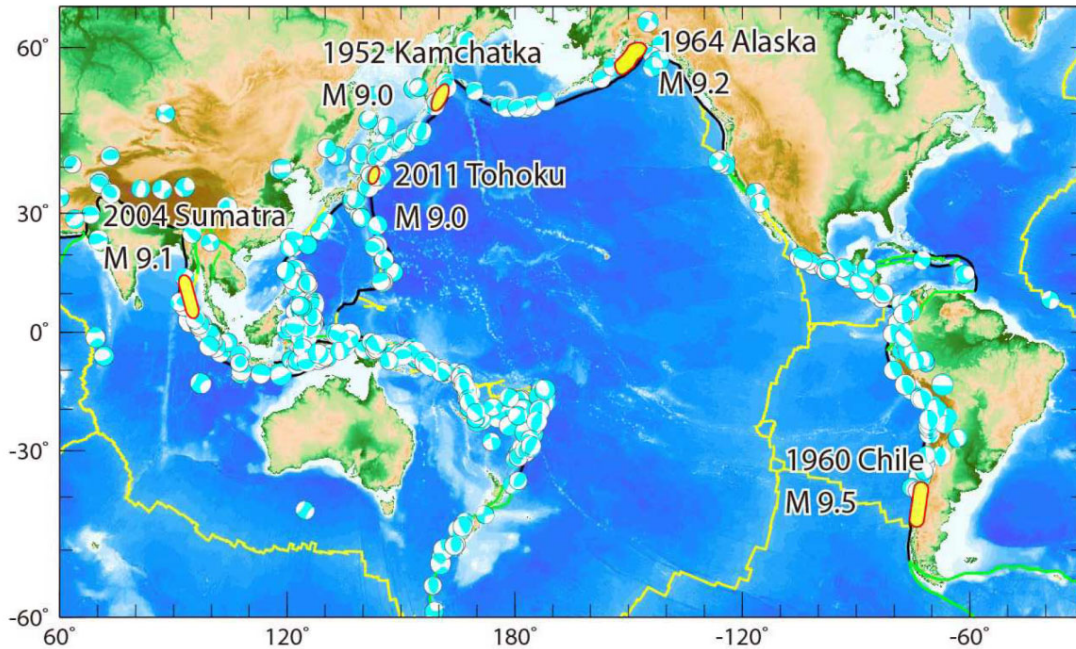 60°
1952 Kamchatka
M 9.0
1964 Alaska
M 9.2
2011 Tohoku
M 9.0
30°
2004 Sumatra
M 9.1
0°
-30°
1960 Chile
M 9.5
-60°
60° 120° 180° -120° -60°